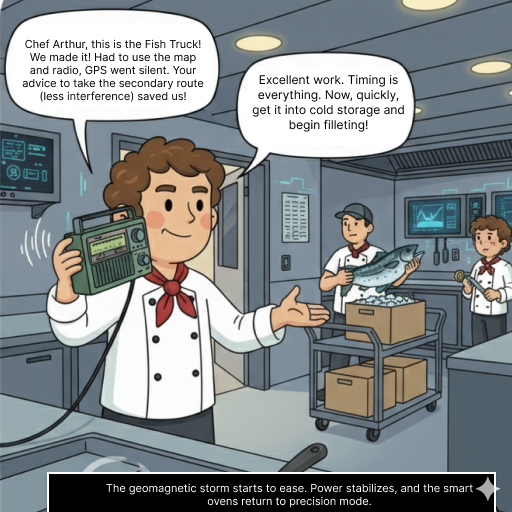 Chef Arthur, this is the Fish Truck!
We made it! Had to use the map
and radio, GPS went silent. Your
advice to take the secondary route
(less interference) saved us!
Excellent work. Timing is
everything. Now, quickly,
get it into cold storage and
begin filleting!
The geomagnetic storm starts to ease. Power stabilizes, and the smart
ovens return to precision mode.